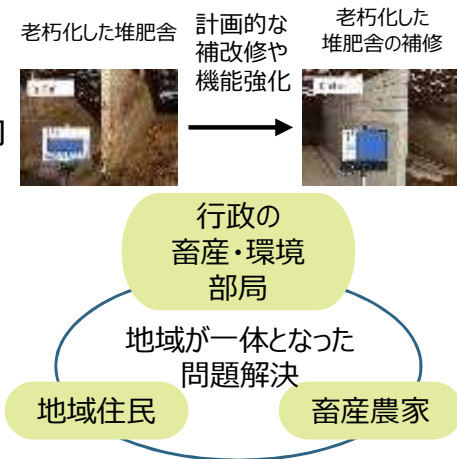 老朽化した堆肥舎
計画的な
補改修や
機能強化
老朽化した
堆肥舎の補修
行政の
畜産・環境
部局
地域が一体となった
問題解決
地域住民
畜産農家